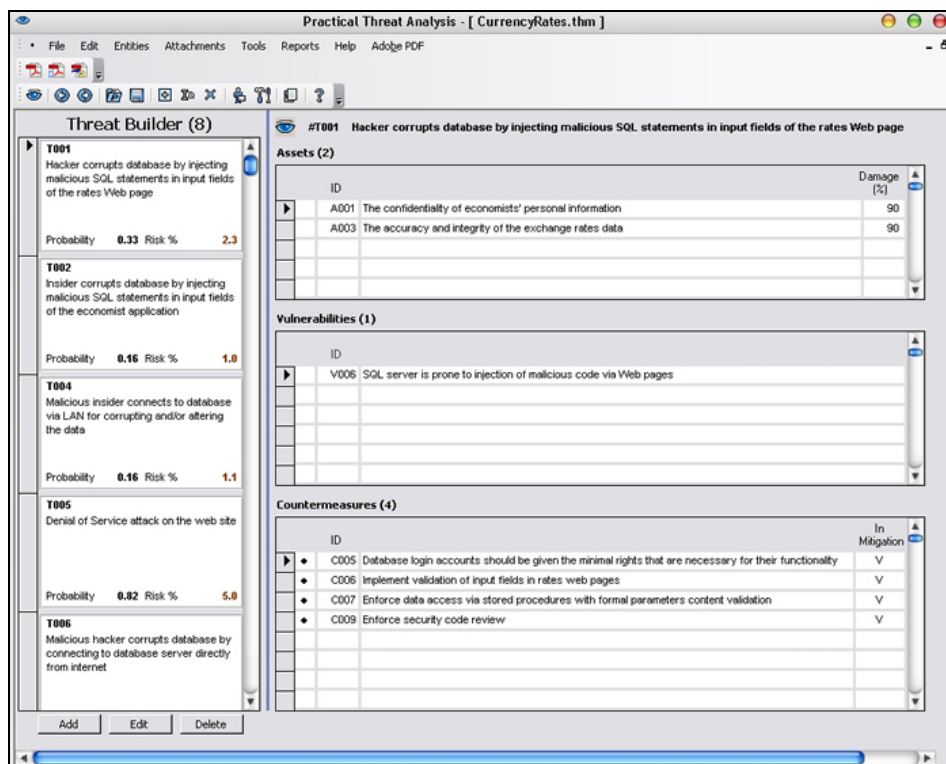 Practical Threat Analysis - [ CurrencyRates.thm ]
File Edit Entities Attachments Tools Reports Help Adobe PDF
Threat Builder (8)
T001
Hacker corrupts database by injecting
malicious SQL statements in input fields
of the rates Web page
Probability 0.33 Risk % 2.3
T002
Insider corrupts database by injecting
malicious SQL statements in input fields
of the economist application
Probability 0.16 Risk % 1.0
T004
Malicious insider connects to database
via LAN for corrupting and/or altering
the data
Probability 0.16 Risk % 1.1
T005
Denial of Service attack on the web site
Probability 0.82 Risk % 5.0
T006
Malicious hacker corrupts database by
connecting to database server directly
from internet
Add Edit Delete
#T001 Hacker corrupts database by injecting malicious SQL statements in input fields of the rates Web page
Assets (2)
ID Damage (%)
A001 The confidentiality of economists' personal information 90
A003 The accuracy and integrity of the exchange rates data 90
Vulnerabilities (1)
ID
V006 SQL server is prone to injection of malicious code via Web pages
Countermeasures (4)
ID In Mitigation
C005 Database login accounts should be given the minimal rights that are necessary for their functionality V
C006 Implement validation of input fields in rates web pages V
C007 Enforce data access via stored procedures with formal parameters content validation V
C009 Enforce security code review V